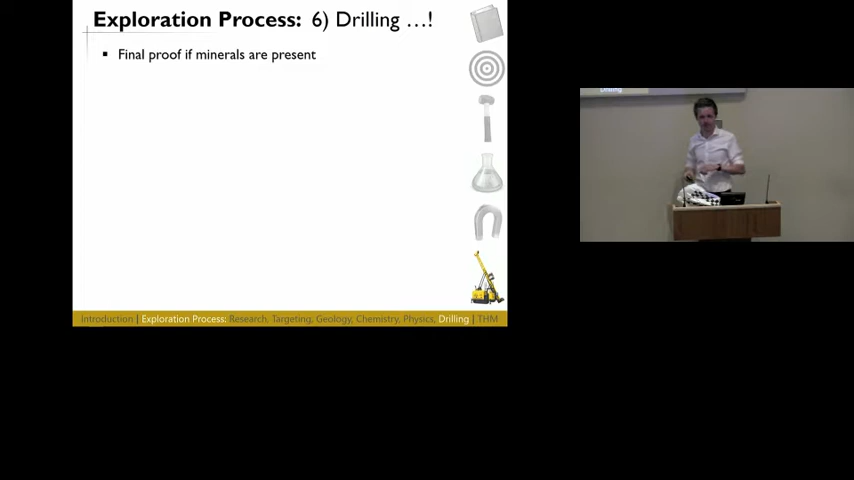 Exploration Process: 6) Drilling ...!
▪ Final proof if minerals are present
Introduction | Exploration Process: Research, Targeting, Geology, Chemistry, Physics, Drilling | THM
Drilling